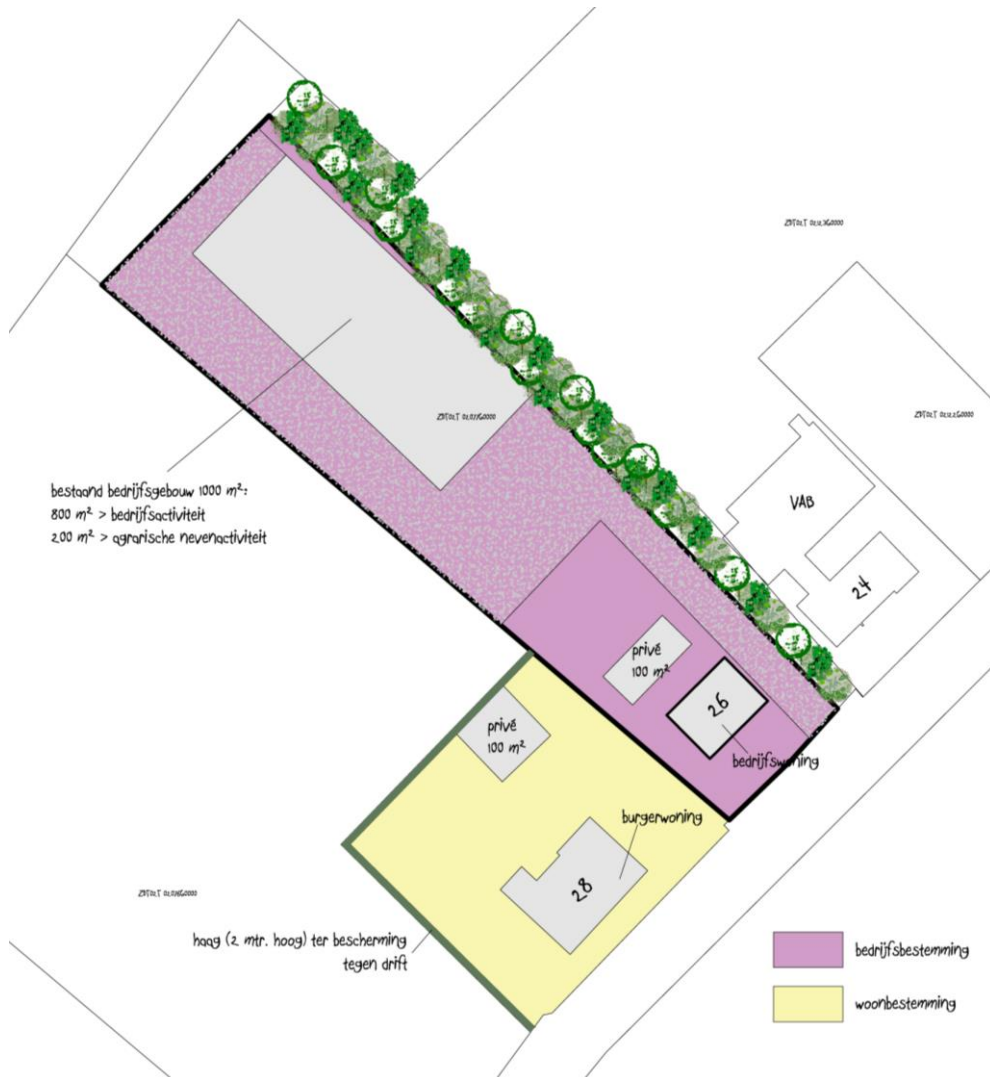 VAB
24
bestaand bedrijfsgebouw 1000 m²:
800 m² > bedrijfsactiviteit
200 m² > agrarische nevenactiviteit
privé
100 m²
26
bedrijfswoning
privé
100 m²
burgerwoning
28
haag (2 mtr. hoog) ter bescherming
tegen drift
bedrijfsbestemming
woonbestemming